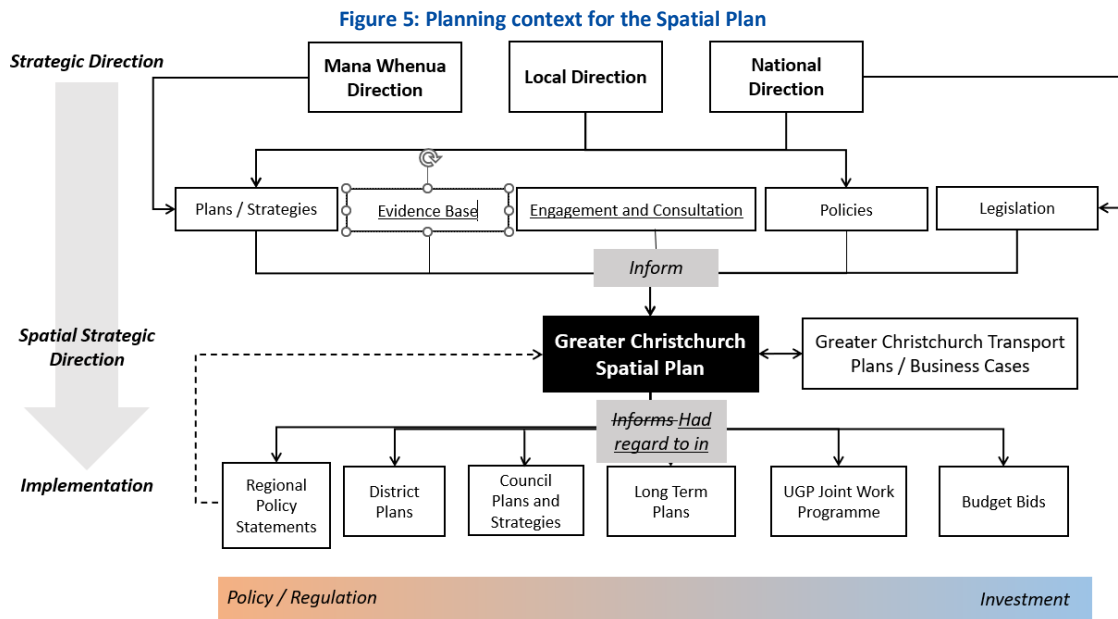 Figure 5: Planning context for the Spatial Plan
Strategic Direction
Mana Whenua
Direction
Local Direction
National
Direction
Plans / Strategies
Evidence Base
Engagement and Consultation
Policies
Legislation
Inform
Spatial Strategic
Direction
Greater Christchurch
Spatial Plan
Greater Christchurch Transport
Plans / Business Cases
Informs Had
regard to in
Implementation
Regional
Policy
Statements
District
Plans
Council
Plans and
Strategies
Long Term
Plans
UGP Joint Work
Programme
Budget Bids
Policy / Regulation
Investment